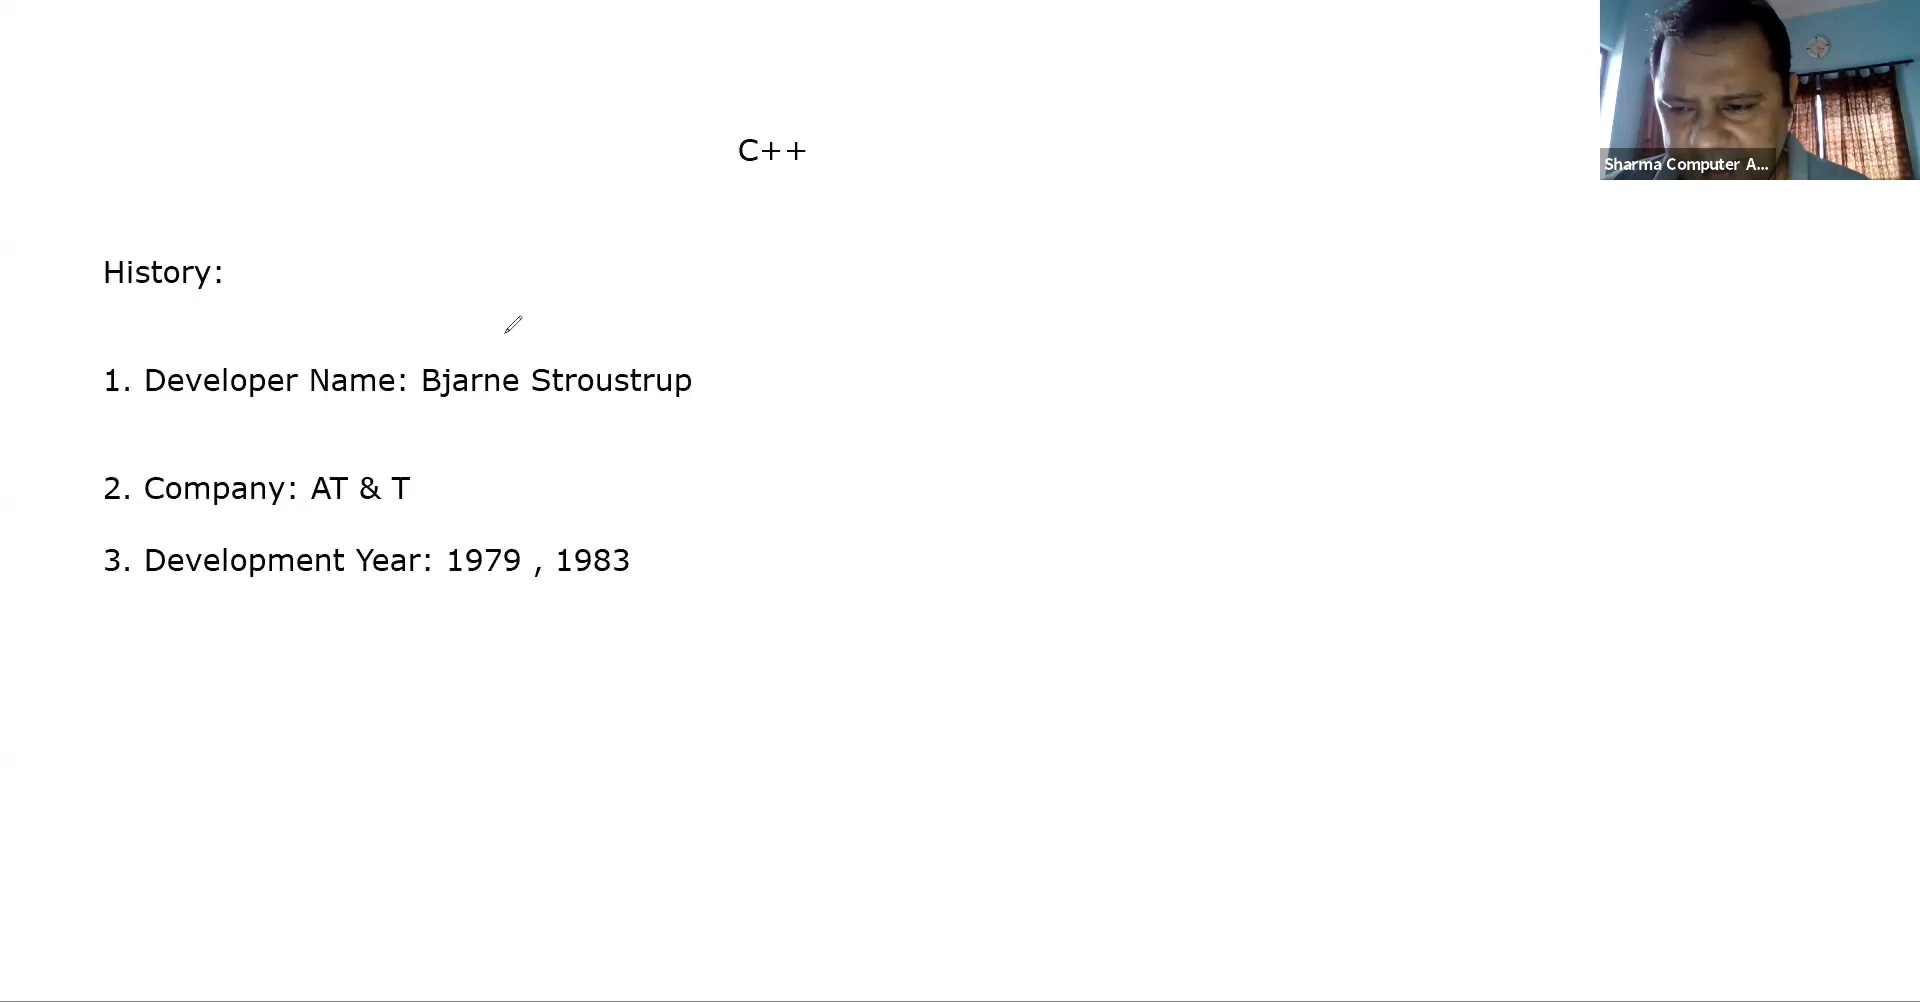 C++
Sharma Computer A...
History:
1. Developer Name: Bjarne Stroustrup
2. Company: AT & T
3. Development Year: 1979 , 1983